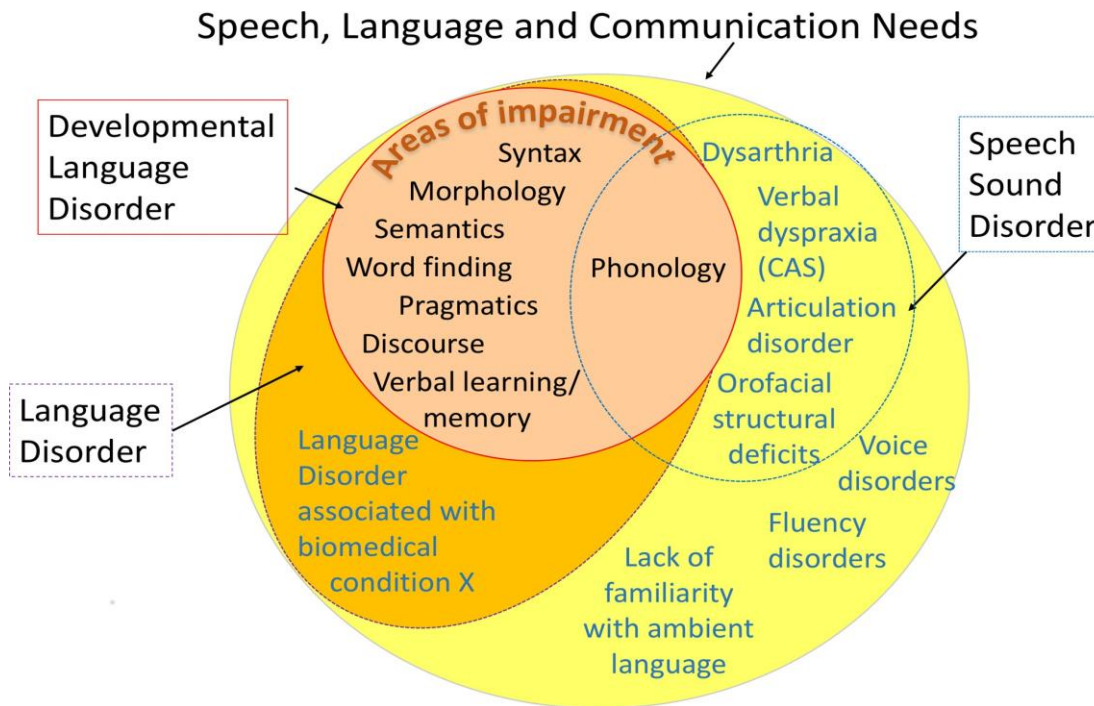 Speech, Language and Communication Needs
Developmental
Language
Disorder
Areas of impairment
Syntax
Morphology
Semantics
Word finding
Pragmatics
Discourse
Verbal learning/
memory
Phonology
Dysarthria
Verbal
dyspraxia
(CAS)
Articulation
disorder
Orofacial
structural
deficits
Speech
Sound
Disorder
Language
Disorder
Language
Disorder
associated with
biomedical
condition X
Voice
disorders
Fluency
disorders
Lack of
familiarity
with ambient
language